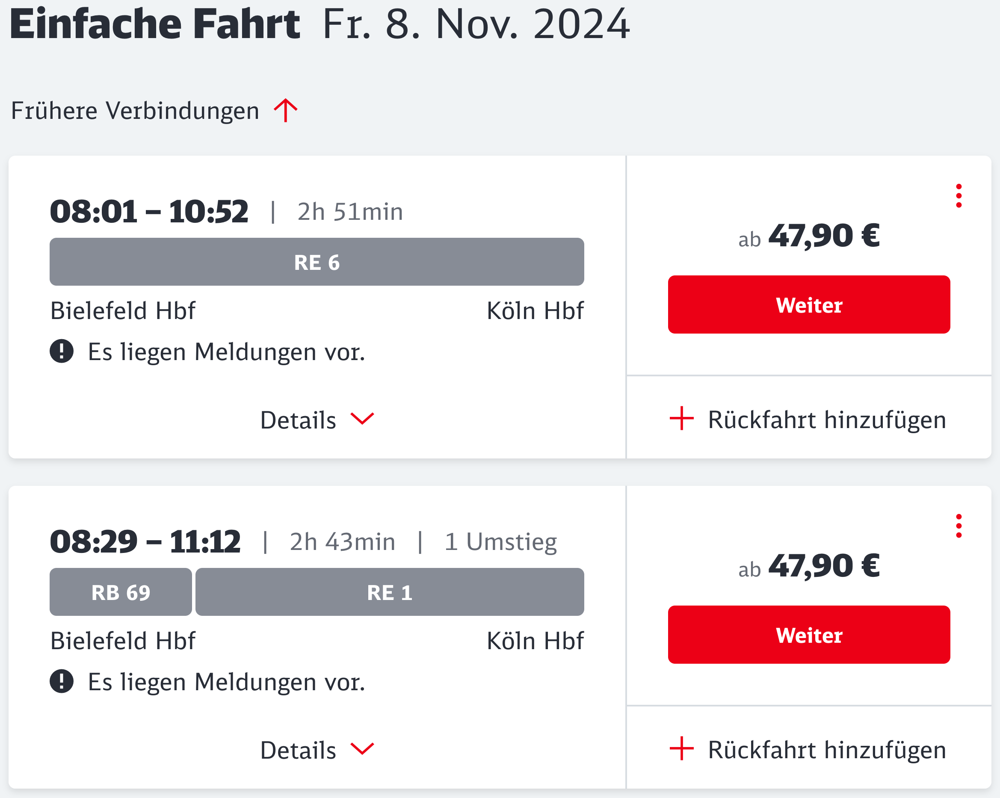 Einfache Fahrt Fr. 8. Nov. 2024
Frühere Verbindungen
08:01 – 10:52 | 2h 51min
RE 6
Bielefeld Hbf Köln Hbf
Es liegen Meldungen vor.
Details
ab 47,90 €
Weiter
Rückfahrt hinzufügen
08:29 – 11:12 | 2h 43min | 1 Umstieg
RB 69 RE 1
Bielefeld Hbf Köln Hbf
Es liegen Meldungen vor.
Details
ab 47,90 €
Weiter
Rückfahrt hinzufügen